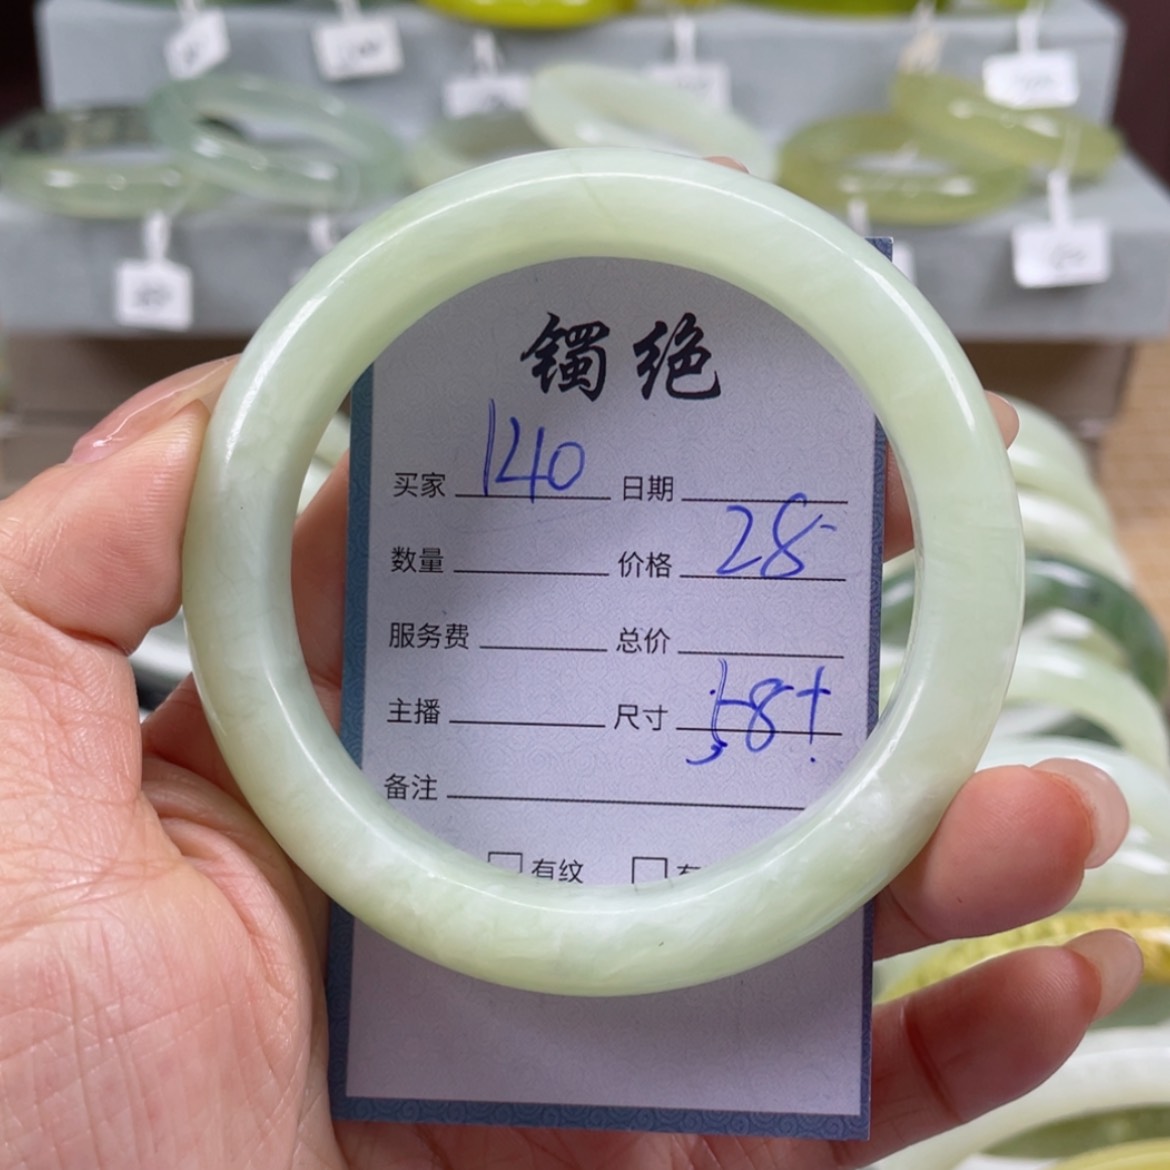 镯绝
买家 140 日期
数量 价格 28-
服务费 总价
主播 尺寸 58+
备注
有纹